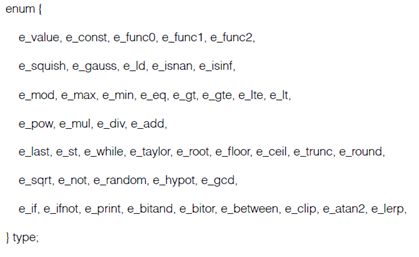 enum {
e_value, e_const, e_func0, e_func1, e_func2,
e_squish, e_gauss, e_ld, e_isnan, e_isinf,
e_mod, e_max, e_min, e_eq, e_gt, e_gte, e_lte, e_lt,
e_pow, e_mul, e_div, e_add,
e_last, e_st, e_while, e_taylor, e_root, e_floor, e_ceil, e_trunc, e_round,
e_sqrt, e_not, e_random, e_hypot, e_gcd,
e_if, e_ifnot, e_print, e_bitand, e_bitor, e_between, e_clip, e_atan2, e_lerp,
} type;